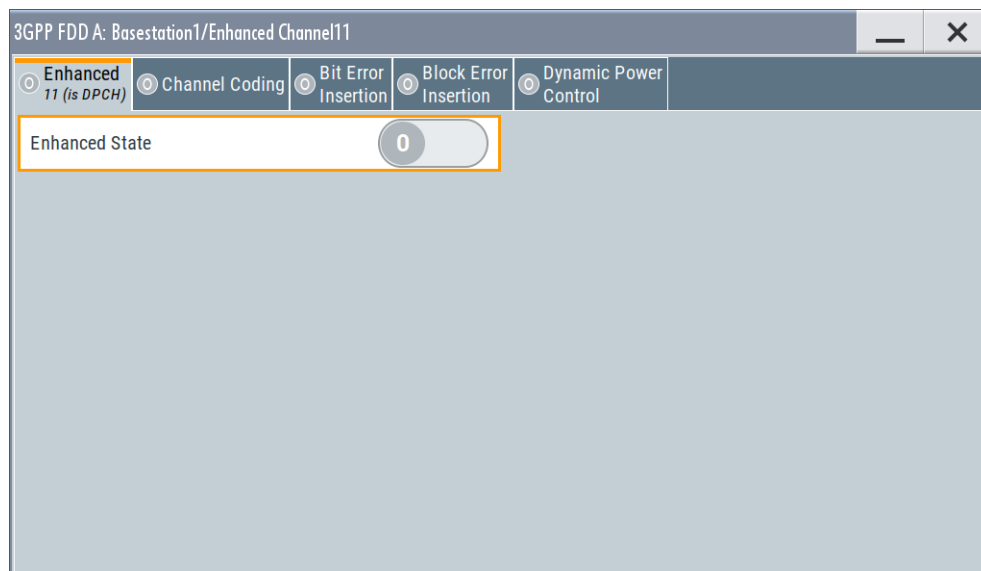 3GPP FDD A: Basestation1/Enhanced Channel11
Enhanced
11 (is DPCH)
Channel Coding
Bit Error
Insertion
Block Error
Insertion
Dynamic Power
Control
Enhanced State
0